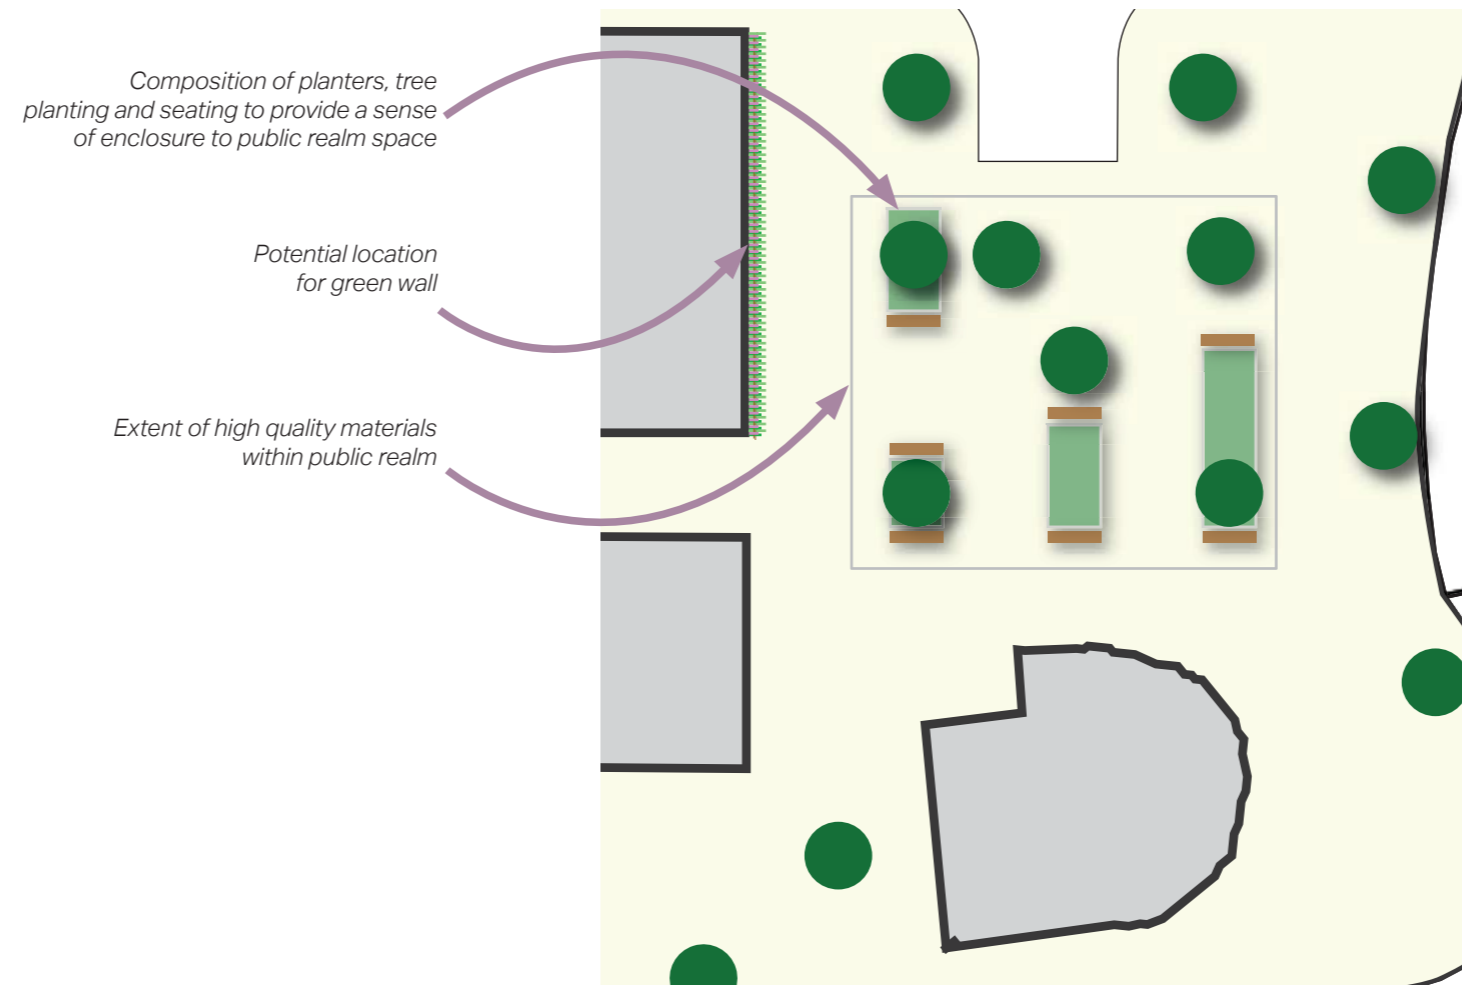 Composition of planters, tree
planting and seating to provide a sense
of enclosure to public realm space
Potential location
for green wall
Extent of high quality materials
within public realm